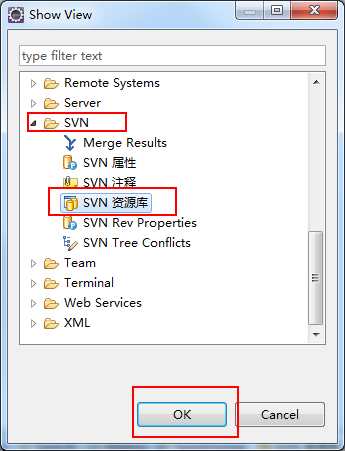 Show View
type filter text
Remote Systems
Server
SVN
Merge Results
SVN 属性
SVN 注释
SVN 资源库
SVN Rev Properties
SVN Tree Conflicts
Team
Terminal
Web Services
XML
OK
Cancel